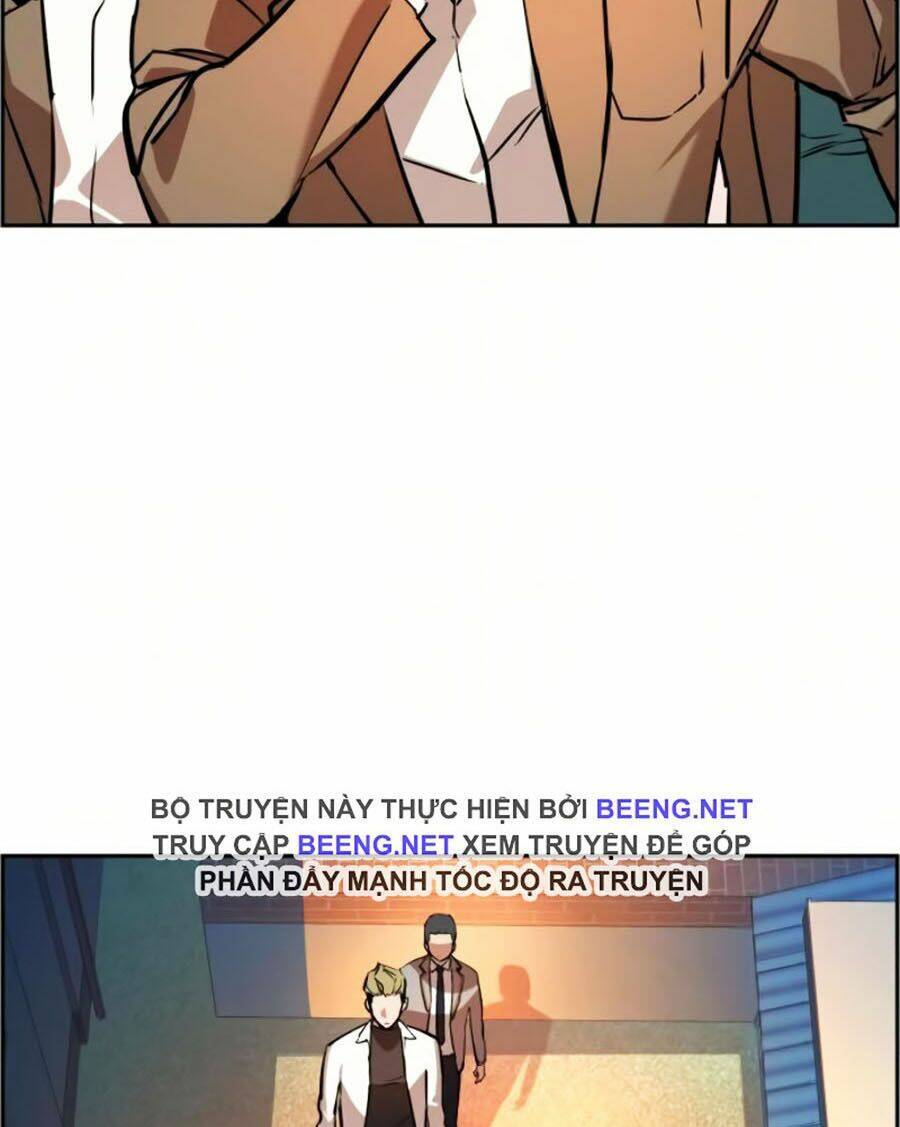 BỘ TRUYỆN NÀY THỰC HIỆN BỞI BEENG.NET
TRUY CẬP BEENG.NET XEM TRUYỆN ĐỂ GÓP
PHẦN ĐẨY MẠNH TỐC ĐỘ RA TRUYỆN